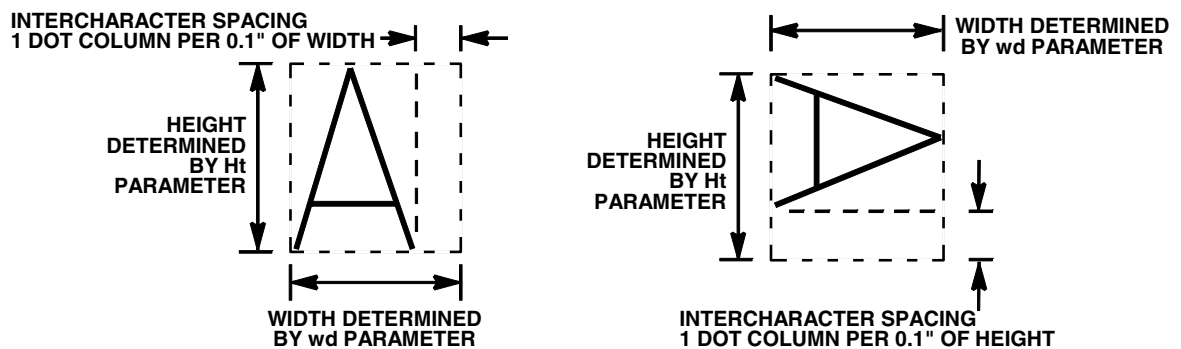 INTERCHARACTER SPACING
1 DOT COLUMN PER 0.1" OF WIDTH
HEIGHT
DETERMINED
BY Ht
PARAMETER
WIDTH DETERMINED
BY wd PARAMETER
WIDTH DETERMINED
BY wd PARAMETER
HEIGHT
DETERMINED
BY Ht
PARAMETER
INTERCHARACTER SPACING
1 DOT COLUMN PER 0.1" OF HEIGHT